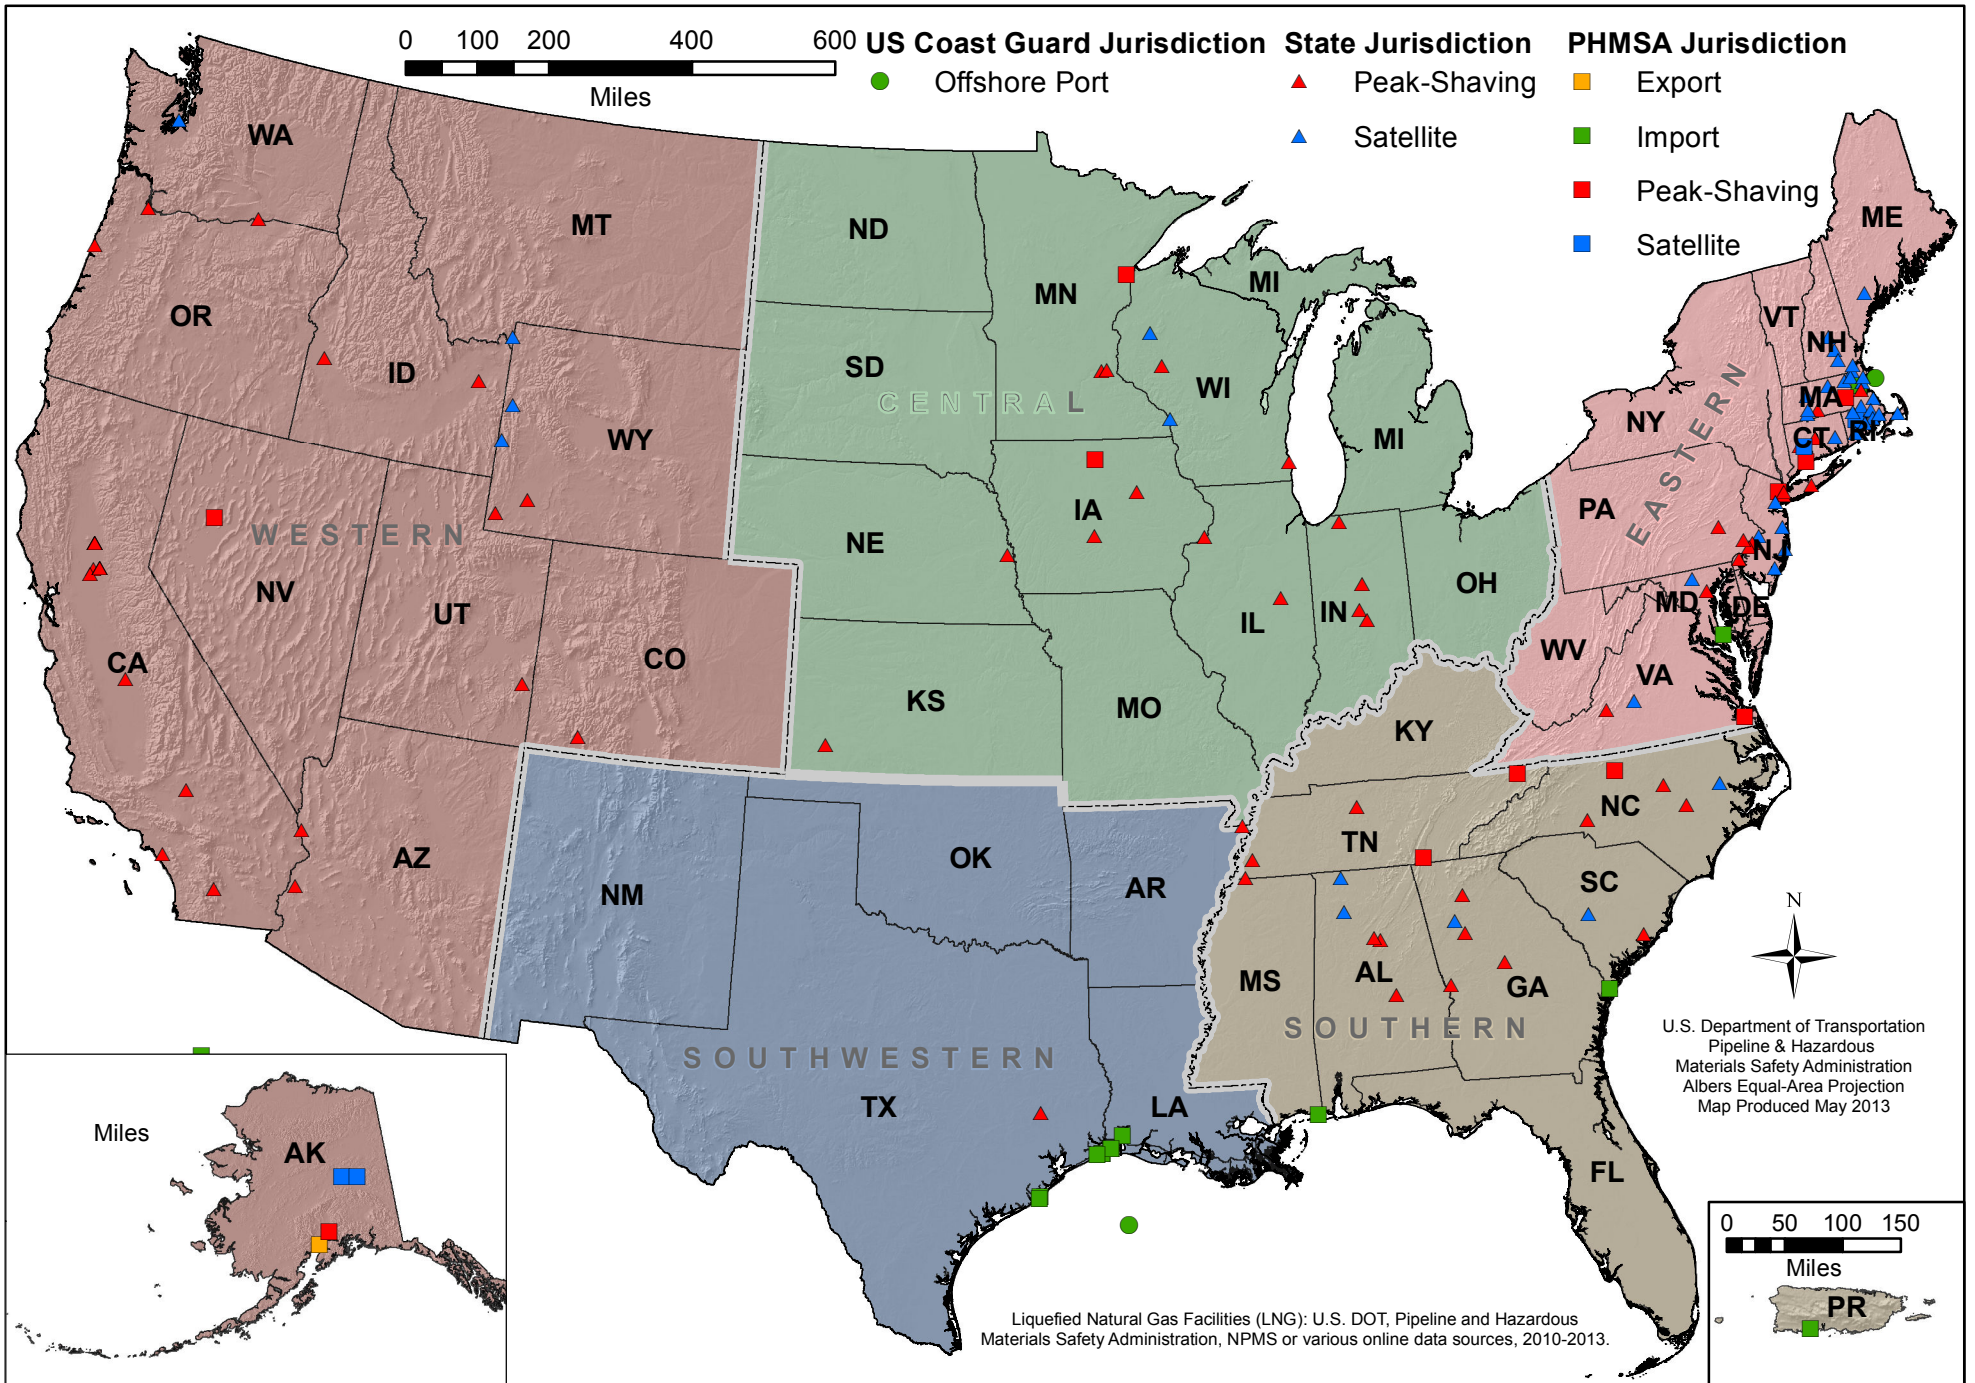 0 100 200 400 600
Miles
US Coast Guard Jurisdiction
Offshore Port
State Jurisdiction
Peak-Shaving
Satellite
PHMSA Jurisdiction
Export
Import
Peak-Shaving
Satellite
WA
MT
ND
MN
MI
ME
OR
ID
SD
WI
VT
NH
WY
CENTRAL
MI
NY
MA
CT
RI
EASTERN
WESTERN
NV
UT
NE
IA
PA
NJ
CA
CO
KS
MO
IL
IN
OH
MD
DE
WV
VA
KY
AZ
NM
OK
AR
TN
NC
SC
MS
AL
GA
SOUTHERN
SOUTHWESTERN
TX
LA
FL
N
U.S. Department of Transportation
Pipeline & Hazardous
Materials Safety Administration
Albers Equal-Area Projection
Map Produced May 2013
Miles
AK
0 50 100 150
Miles
PR
Liquefied Natural Gas Facilities (LNG): U.S. DOT, Pipeline and Hazardous
Materials Safety Administration, NPMS or various online data sources, 2010-2013.